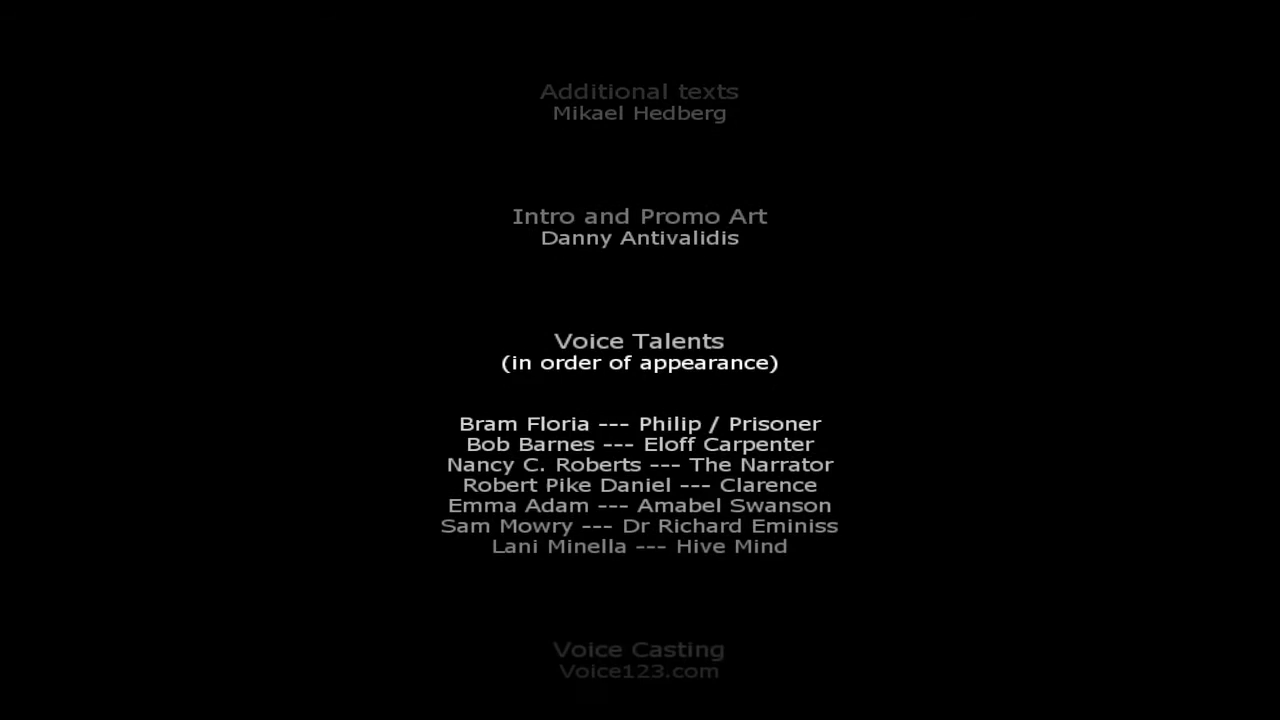 Additional texts
Mikael Hedberg
Intro and Promo Art
Danny Antivalidis
Voice Talents
(in order of appearance)
Bram Floria --- Philip / Prisoner
Bob Barnes --- Eloff Carpenter
Nancy C. Roberts --- The Narrator
Robert Pike Daniel --- Clarence
Emma Adam --- Amabel Swanson
Sam Mowry --- Dr Richard Eminiss
Lani Minella --- Hive Mind
Voice Casting
Voice123.com